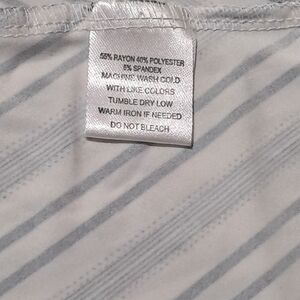 55% RAYON 40% POLYESTER
5% SPANDEX
MACHINE WASH COLD
WITH LIKE COLORS
TUMBLE DRY LOW
WARM IRON IF NEEDED
DO NOT BLEACH